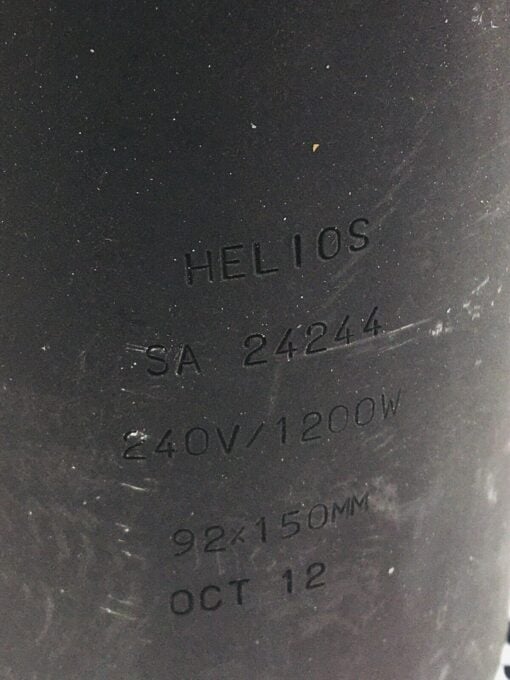 HELIOS
SA 24244
240V/1200W
92x150MM
OCT 12